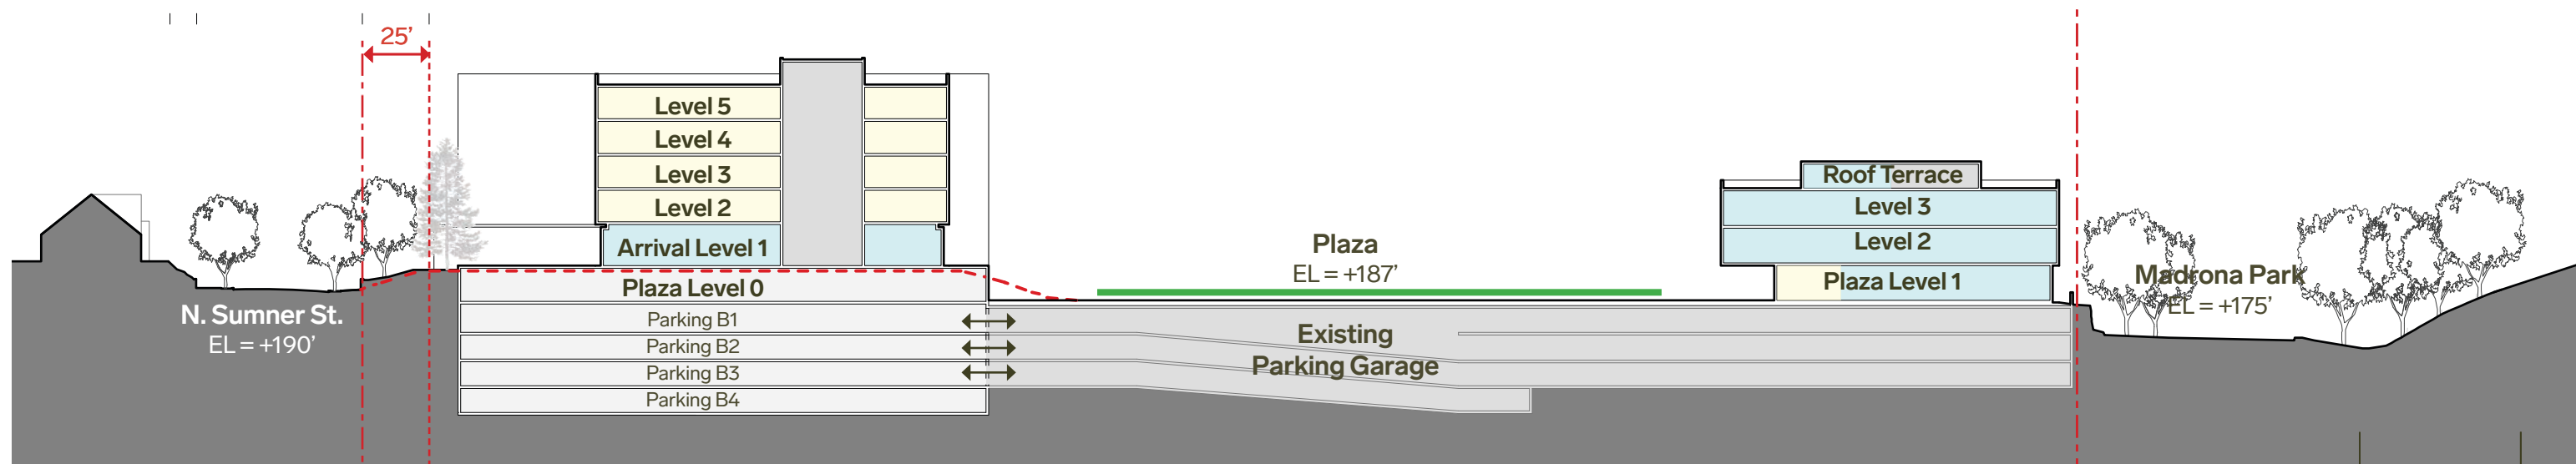 25’
Level 5
Level 4
Level 3
Level 2
Arrival Level 1
Plaza Level 0
Parking B1
Parking B2
Parking B3
Parking B4
N. Sumner St.
EL = +190’
Plaza
EL = +187’
Existing
Parking Garage
Roof Terrace
Level 3
Level 2
Plaza Level 1
Madrona Park
EL = +175’